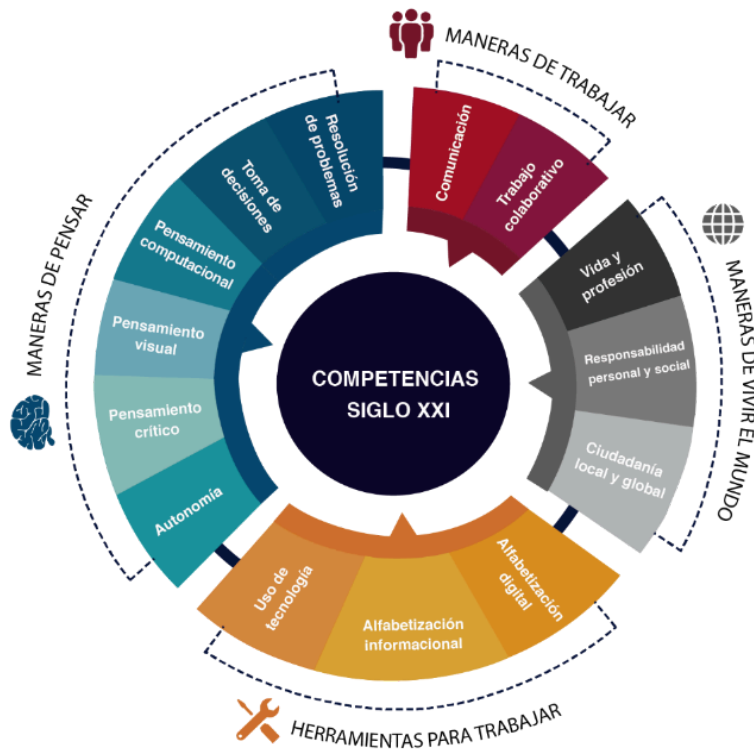 MANERAS DE TRABAJAR
Comunicación
Trabajo
colaborativo
MANERAS DE VIVIR EL MUNDO
Vida y
profesión
Responsabilidad
personal y social
Ciudadanía
local y global
HERRAMIENTAS PARA TRABAJAR
Alfabetización
digital
Alfabetización
informacional
Uso de
tecnología
MANERAS DE PENSAR
Autonomía
Pensamiento
crítico
Pensamiento
visual
Pensamiento
computacional
Toma de
decisiones
Resolución
de problemas
COMPETENCIAS
SIGLO XXI